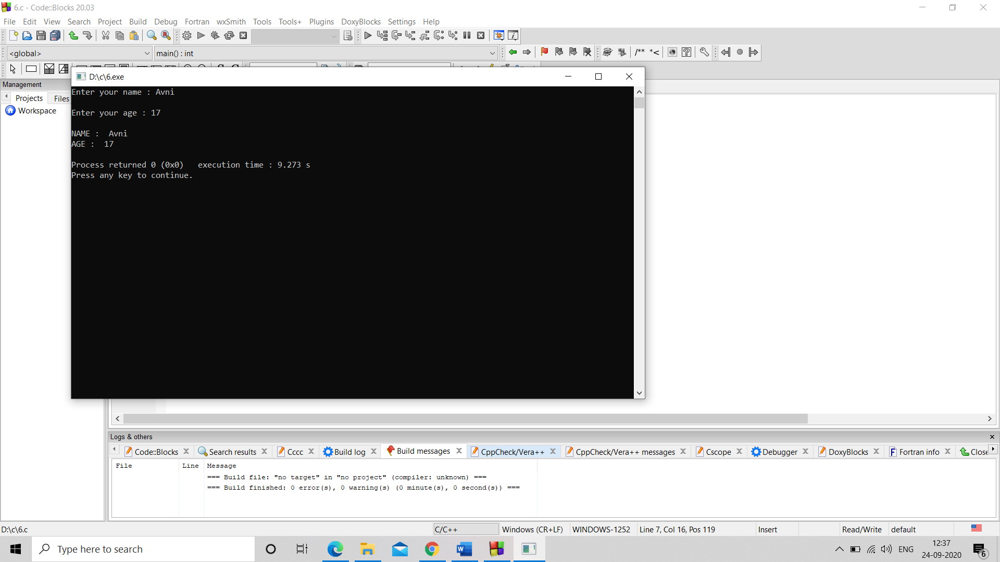 6.c - Code::Blocks 20.03
File Edit View Search Project Build Debug Fortran wxSmith Tools Tools+ Plugins DoxyBlocks Settings Help
<global> main() : int
/** *<
D:\c\6.exe
Management
Projects Files
Workspace
Enter your name : Avni
Enter your age : 17
NAME :  Avni
AGE :  17
Process returned 0 (0x0)   execution time : 9.273 s
Press any key to continue.
Logs & others
Code::Blocks Search results Cccc Build log Build messages CppCheck/Vera++ CppCheck/Vera++ messages Cscope Debugger DoxyBlocks Fortran info Close
File Line Message
=== Build file: "no target" in "no project" (compiler: unknown) ===
=== Build finished: 0 error(s), 0 warning(s) (0 minute(s), 0 second(s)) ===
D:\c\6.c C/C++ Windows (CR+LF) WINDOWS-1252 Line 7, Col 16, Pos 119 Insert Read/Write default
Type here to search
ENG
12:37
24-09-2020
6